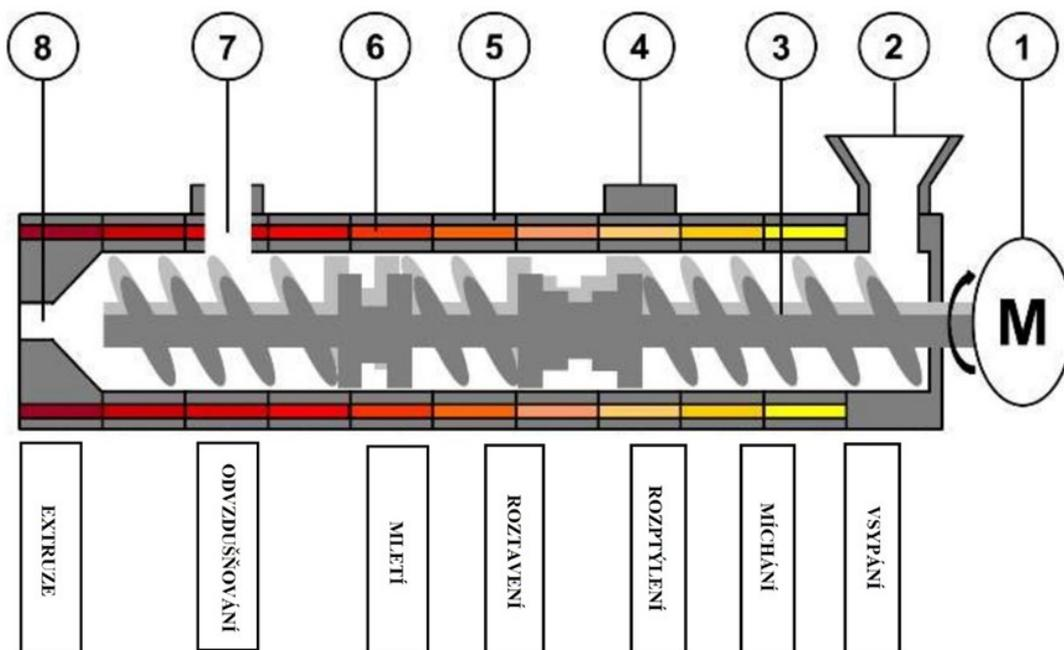 8 7 6 5 4 3 2 1
M
EXTRUZE
ODVZDUŠŇOVÁNÍ
MLETÍ
ROZTAVENÍ
ROZPTÝLENÍ
MÍCHÁNÍ
VSYPÁNÍ